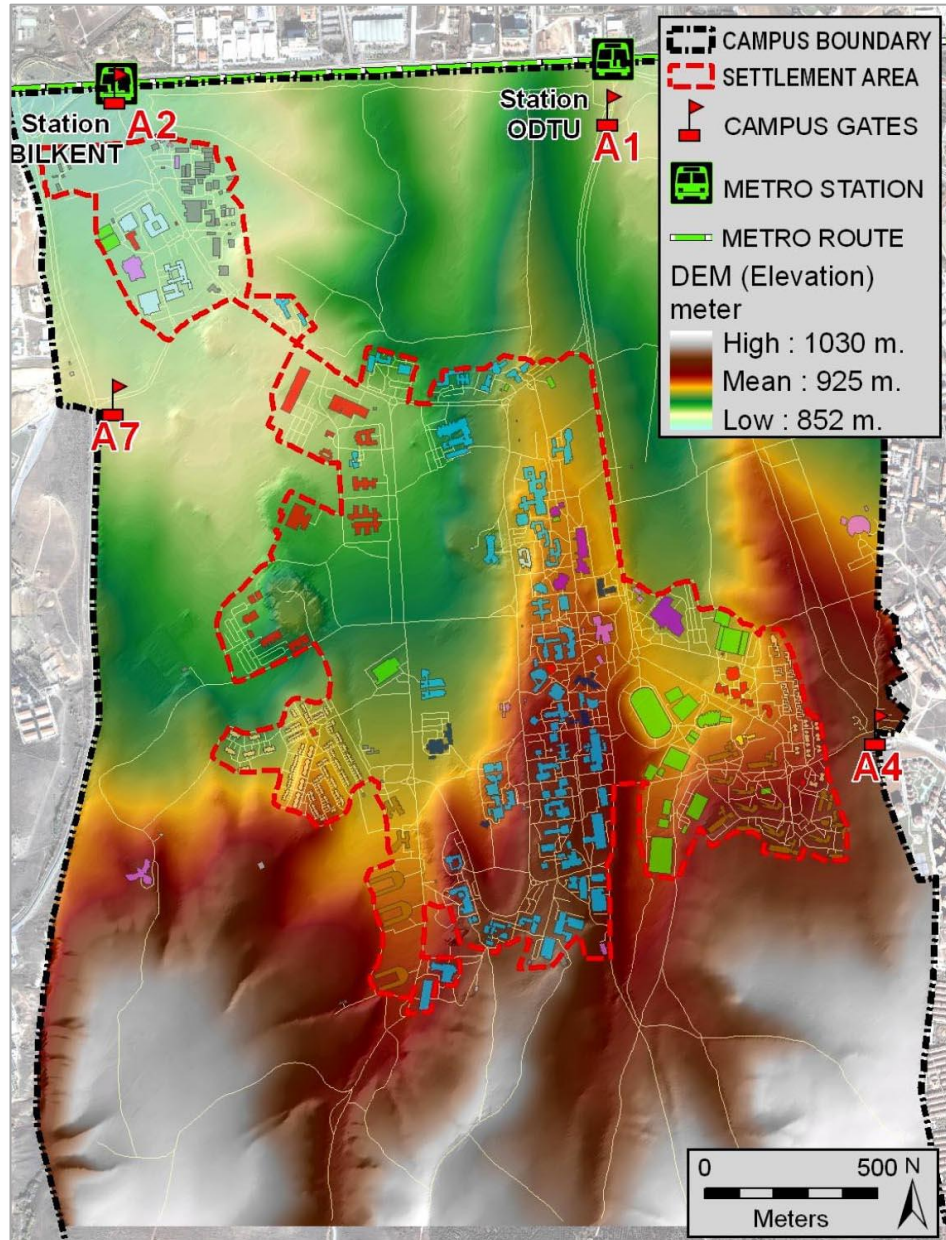 CAMPUS BOUNDARY
SETTLEMENT AREA
CAMPUS GATES
METRO STATION
METRO ROUTE
DEM (Elevation)
meter
High : 1030 m.
Mean : 925 m.
Low : 852 m.
Station
BILKENT
A2
Station
ODTU
A1
A7
A4
0 500 N
Meters